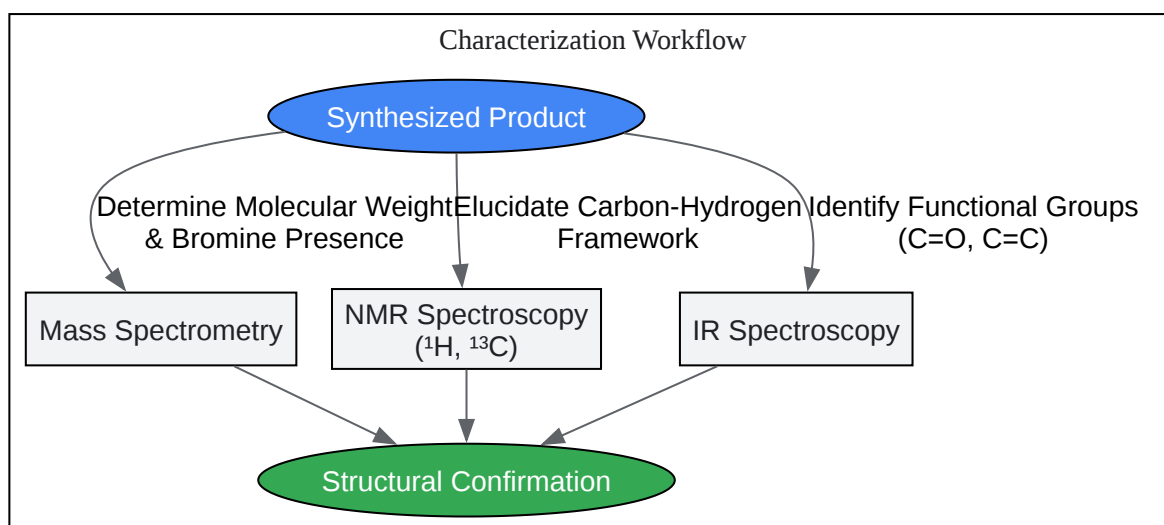 Characterization Workflow
Synthesized Product
Determine Molecular Weight
& Bromine Presence
Elucidate Carbon-Hydrogen
Framework
Identify Functional Groups
(C=O, C=C)
Mass Spectrometry
NMR Spectroscopy
(¹H, ¹³C)
IR Spectroscopy
Structural Confirmation